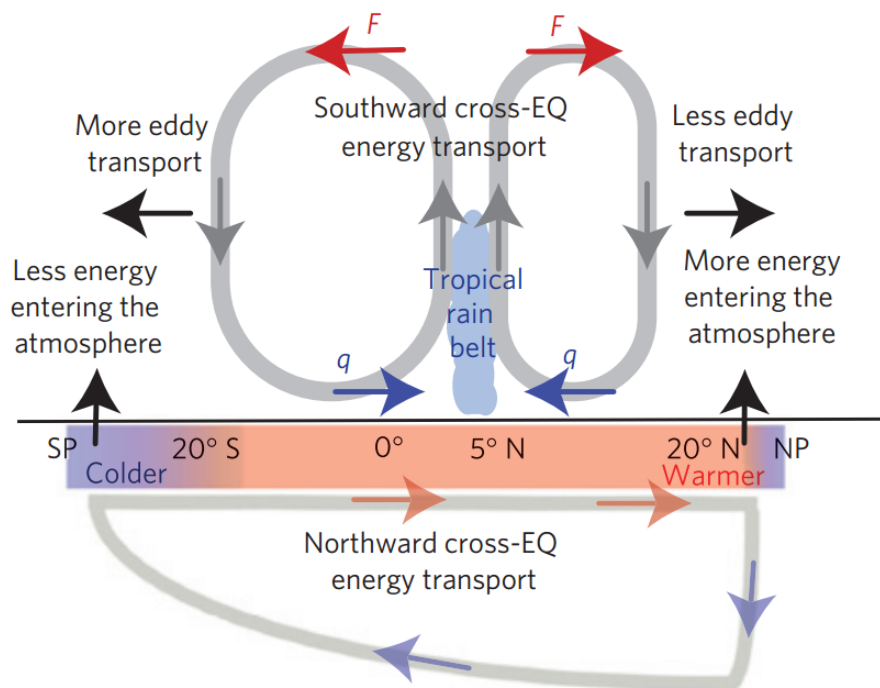 F
F
Southward cross-EQ
energy transport
More eddy
transport
Less eddy
transport
Less energy
entering the
atmosphere
More energy
entering the
atmosphere
Tropical
rain
belt
q
q
SP
20° S
0°
5° N
20° N
NP
Colder
Warmer
Northward cross-EQ
energy transport